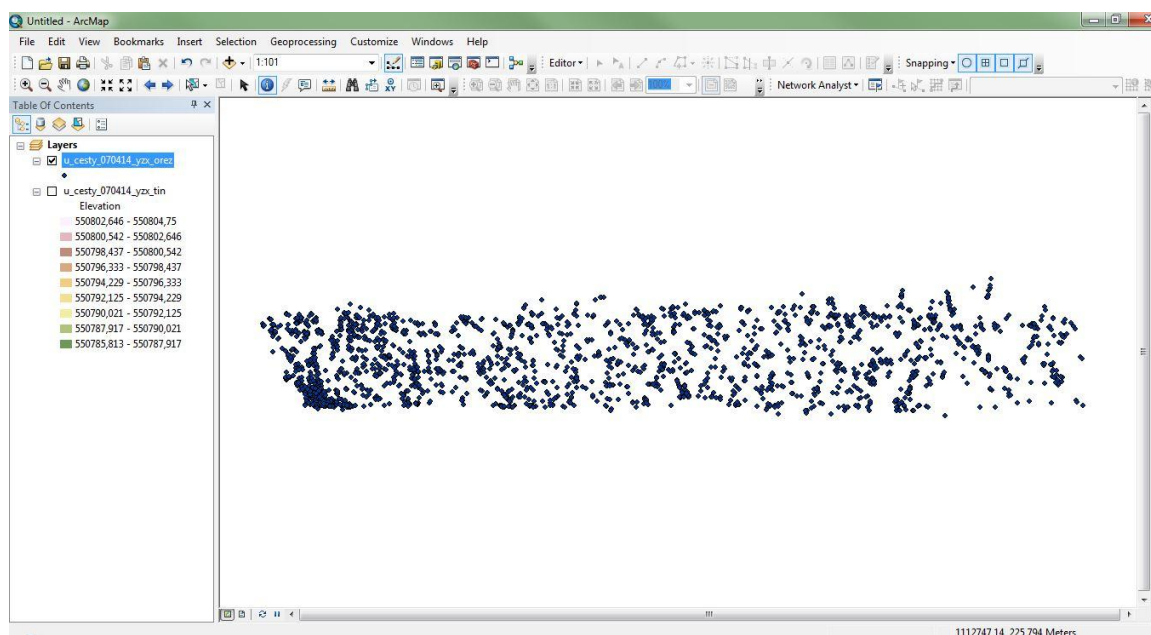 Untitled - ArcMap
File Edit View Bookmarks Insert Selection Geoprocessing Customize Windows Help
1:101 Editor Snapping
Network Analyst
Table Of Contents
Layers
u_cesty_070414_yzx_orez
u_cesty_070414_yzx_tin
Elevation
550802,646 - 550804,75
550800,542 - 550802,646
550798,437 - 550800,542
550796,333 - 550798,437
550794,229 - 550796,333
550792,125 - 550794,229
550790,021 - 550792,125
550787,917 - 550790,021
550785,813 - 550787,917
1112747,14 225,794 Meters